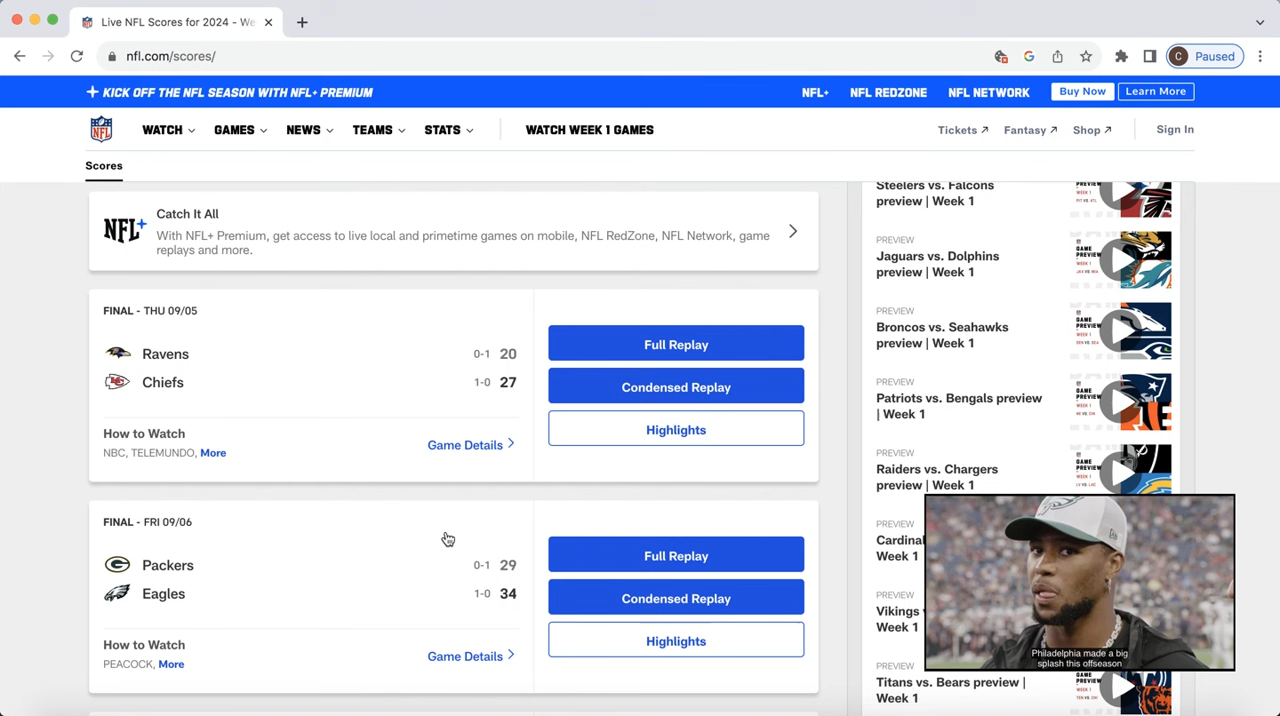 Live NFL Scores for 2024 - We
nfl.com/scores/
C Paused
KICK OFF THE NFL SEASON WITH NFL+ PREMIUM
NFL+ NFL REDZONE NFL NETWORK Buy Now Learn More
NFL WATCH GAMES NEWS TEAMS STATS WATCH WEEK 1 GAMES Tickets Fantasy Shop Sign In
Scores
NFL+
Catch It All
With NFL+ Premium, get access to live local and primetime games on mobile, NFL RedZone, NFL Network, game
replays and more.
FINAL - THU 09/05
Ravens 0-1 20
Chiefs 1-0 27
How to Watch
NBC, TELEMUNDO, More
Game Details
Full Replay
Condensed Replay
Highlights
FINAL - FRI 09/06
Packers 0-1 29
Eagles 1-0 34
How to Watch
PEACOCK, More
Game Details
Full Replay
Condensed Replay
Highlights
Steelers vs. Falcons
preview | Week 1
PREVIEW
Jaguars vs. Dolphins
preview | Week 1
PREVIEW
Broncos vs. Seahawks
preview | Week 1
PREVIEW
Patriots vs. Bengals preview
| Week 1
PREVIEW
Raiders vs. Chargers
preview | Week 1
PREVIEW
Cardinal
Week 1
PREVIEW
Vikings
Week 1
PREVIEW
Titans vs. Bears preview |
Week 1
Philadelphia made a big
splash this offseason